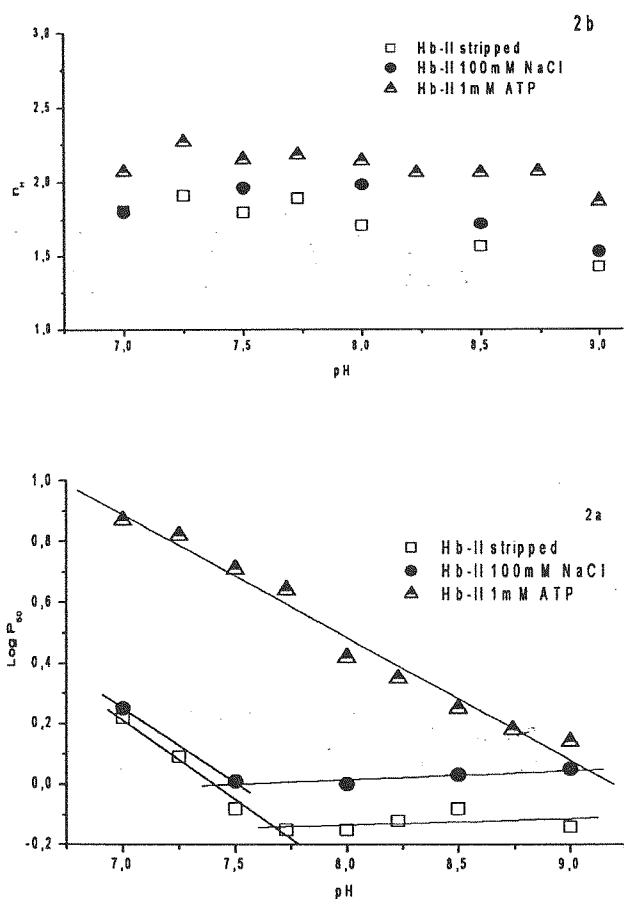 2b
3,0
2,5
2,0
1,5
1,0
n_H
Hb-II stripped
Hb-II 100mM NaCl
Hb-II 1mM ATP
7,0 7,5 8,0 8,5 9,0
pH
2a
1,0
0,8
0,6
0,4
0,2
0,0
-0,2
Log P_50
Hb-II stripped
Hb-II 100mM NaCl
Hb-II 1mM ATP
7,0 7,5 8,0 8,5 9,0
pH